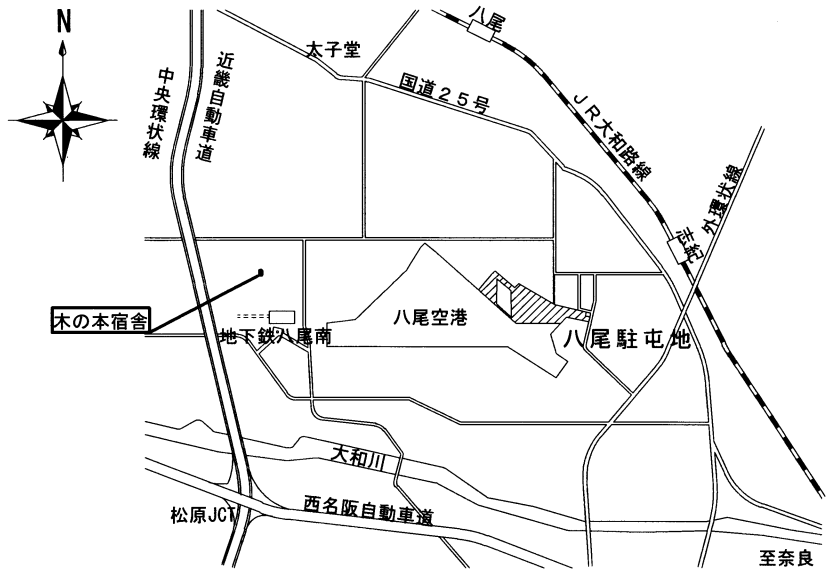 八尾
N
太子堂
近畿自動車道
中央環状線
国道25号
JR大和路線
外環状線
志紀
木の本宿舎
八尾空港
地下鉄八尾南
八尾駐屯地
大和川
松原JCT
西名阪自動車道
至奈良